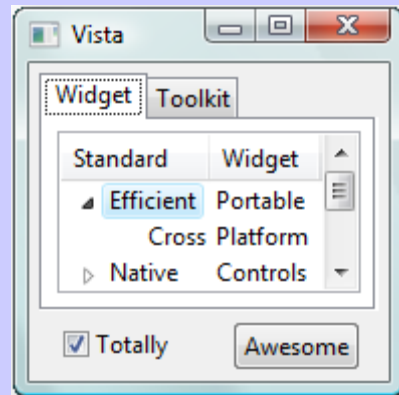 Vista
Widget Toolkit
Standard Widget
Efficient Portable
Cross Platform
Native Controls
Totally Awesome